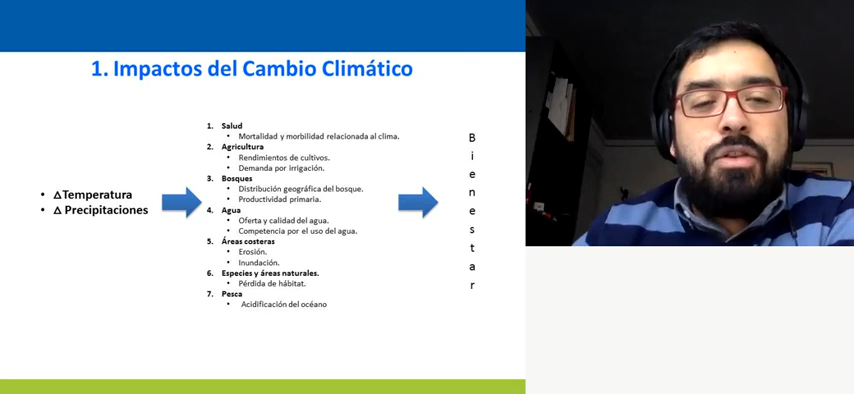 1. Impactos del Cambio Climático
• ΔTemperatura
• Δ Precipitaciones
1. Salud
• Mortalidad y morbilidad relacionada al clima.
2. Agricultura
• Rendimientos de cultivos.
• Demanda por irrigación.
3. Bosques
• Distribución geográfica del bosque.
• Productividad primaria.
4. Agua
• Oferta y calidad del agua.
• Competencia por el uso del agua.
5. Áreas costeras
• Erosión.
• Inundación.
6. Especies y áreas naturales.
• Pérdida de hábitat.
7. Pesca
• Acidificación del océano
B
i
e
n
e
s
t
a
r